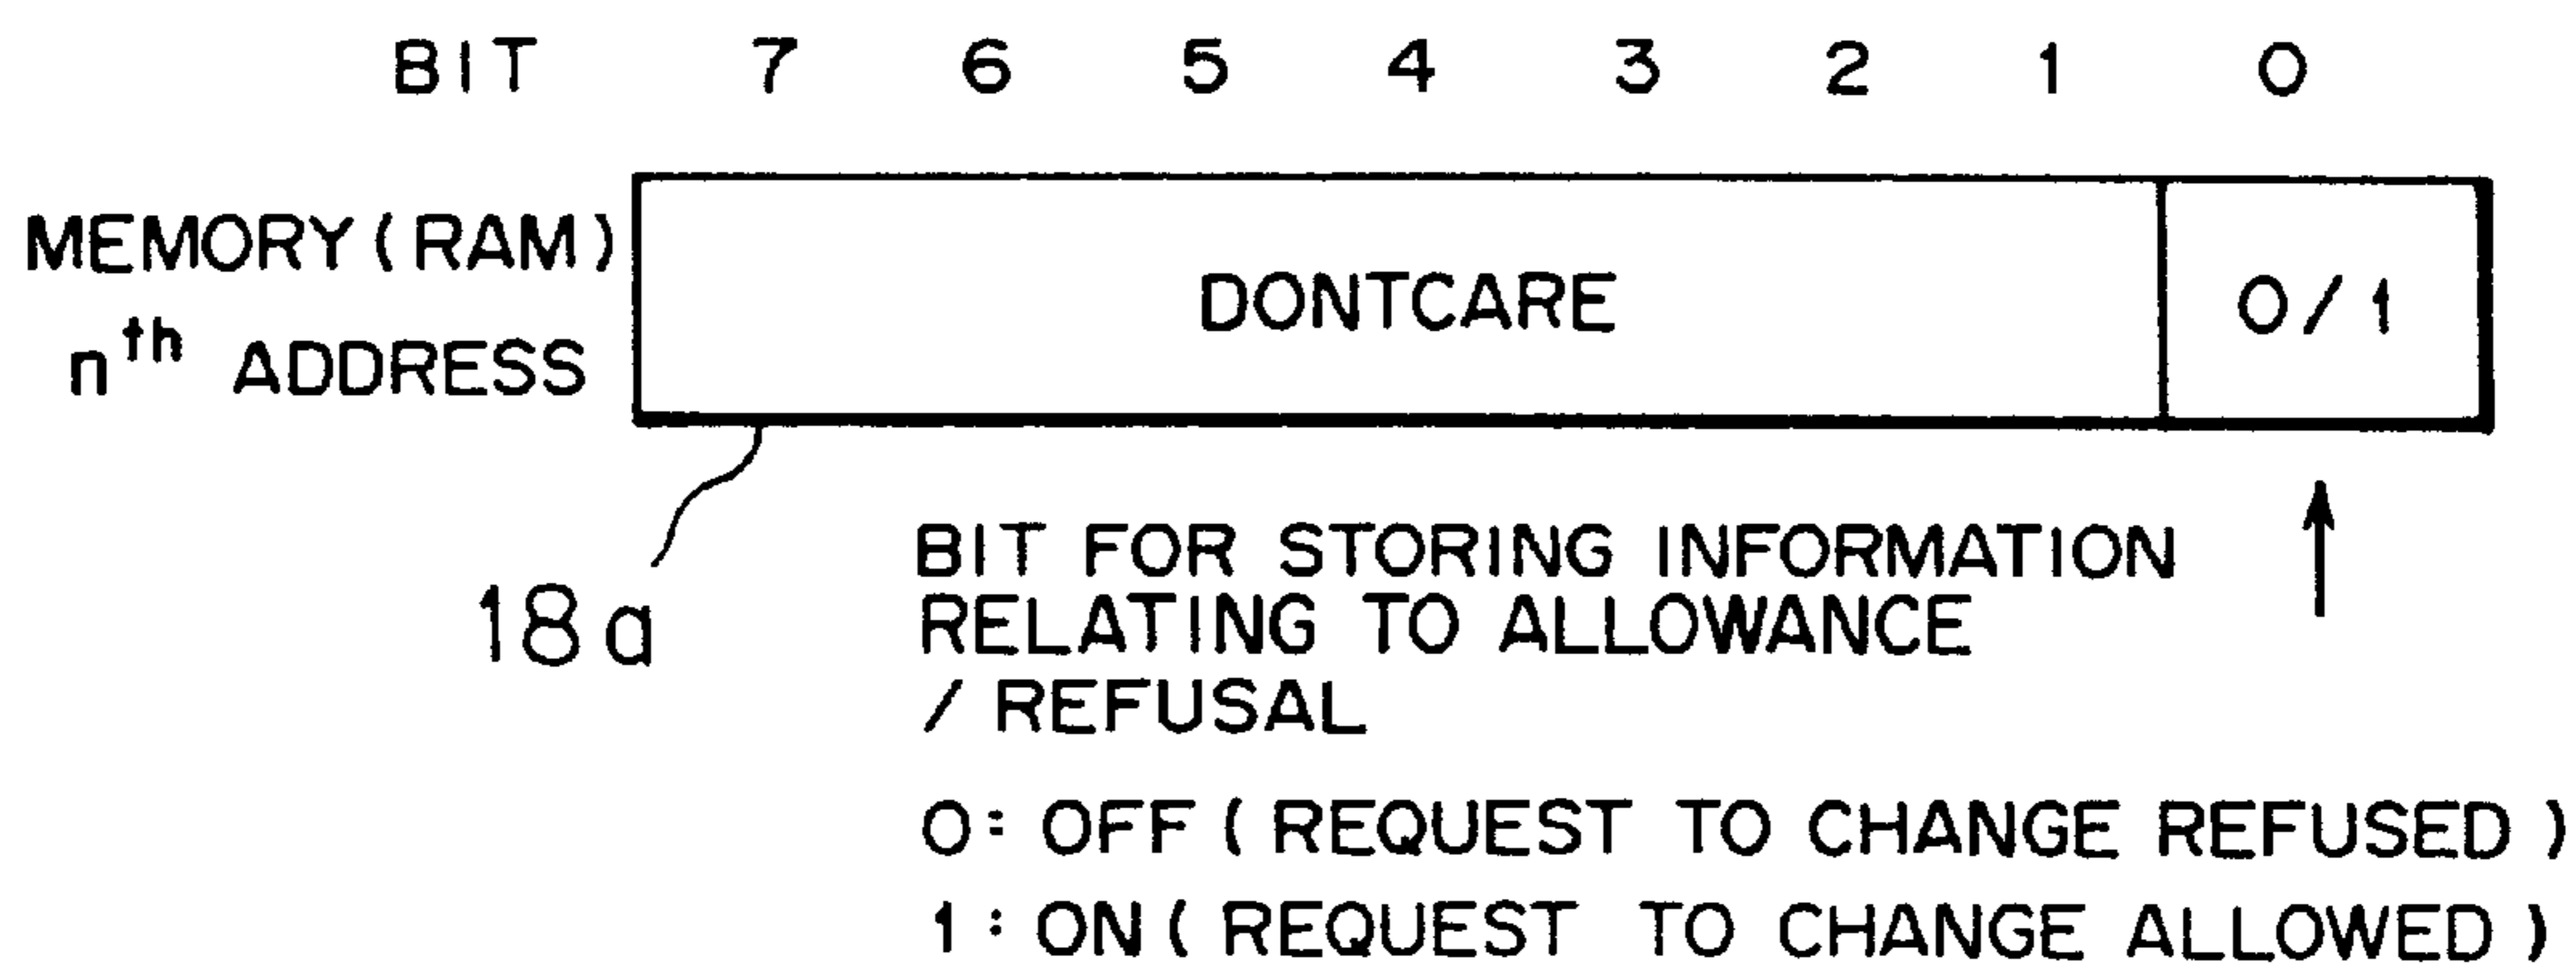 BIT 7 6 5 4 3 2 1 0
MEMORY (RAM)
nth ADDRESS
DONTCARE
0/1
18a
BIT FOR STORING INFORMATION
RELATING TO ALLOWANCE
/ REFUSAL
0: OFF ( REQUEST TO CHANGE REFUSED )
1: ON ( REQUEST TO CHANGE ALLOWED )